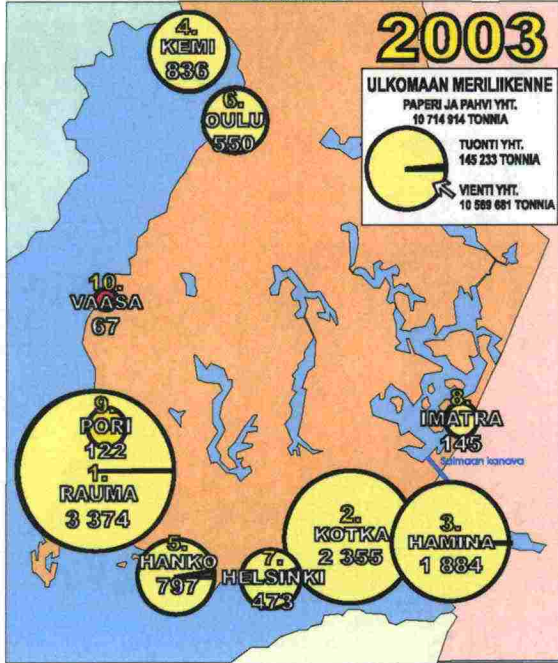 2003
ULKOMAAN MERILIIKENNE
PAPERI JA PAHVI YHT.
10 714 914 TONNIA
TUONTI YHT.
145 233 TONNIA
VIENTI YHT.
10 569 681 TONNIA
4.
KEMI
836
6.
OULU
550
10.
VAASA
67
9.
PORI
122
1.
RAUMA
3 374
8.
IMATRA
145
Saimaan kanava
2.
KOTKA
2 355
3.
HAMINA
1 884
5.
HANKO
797
7.
HELSINKI
473